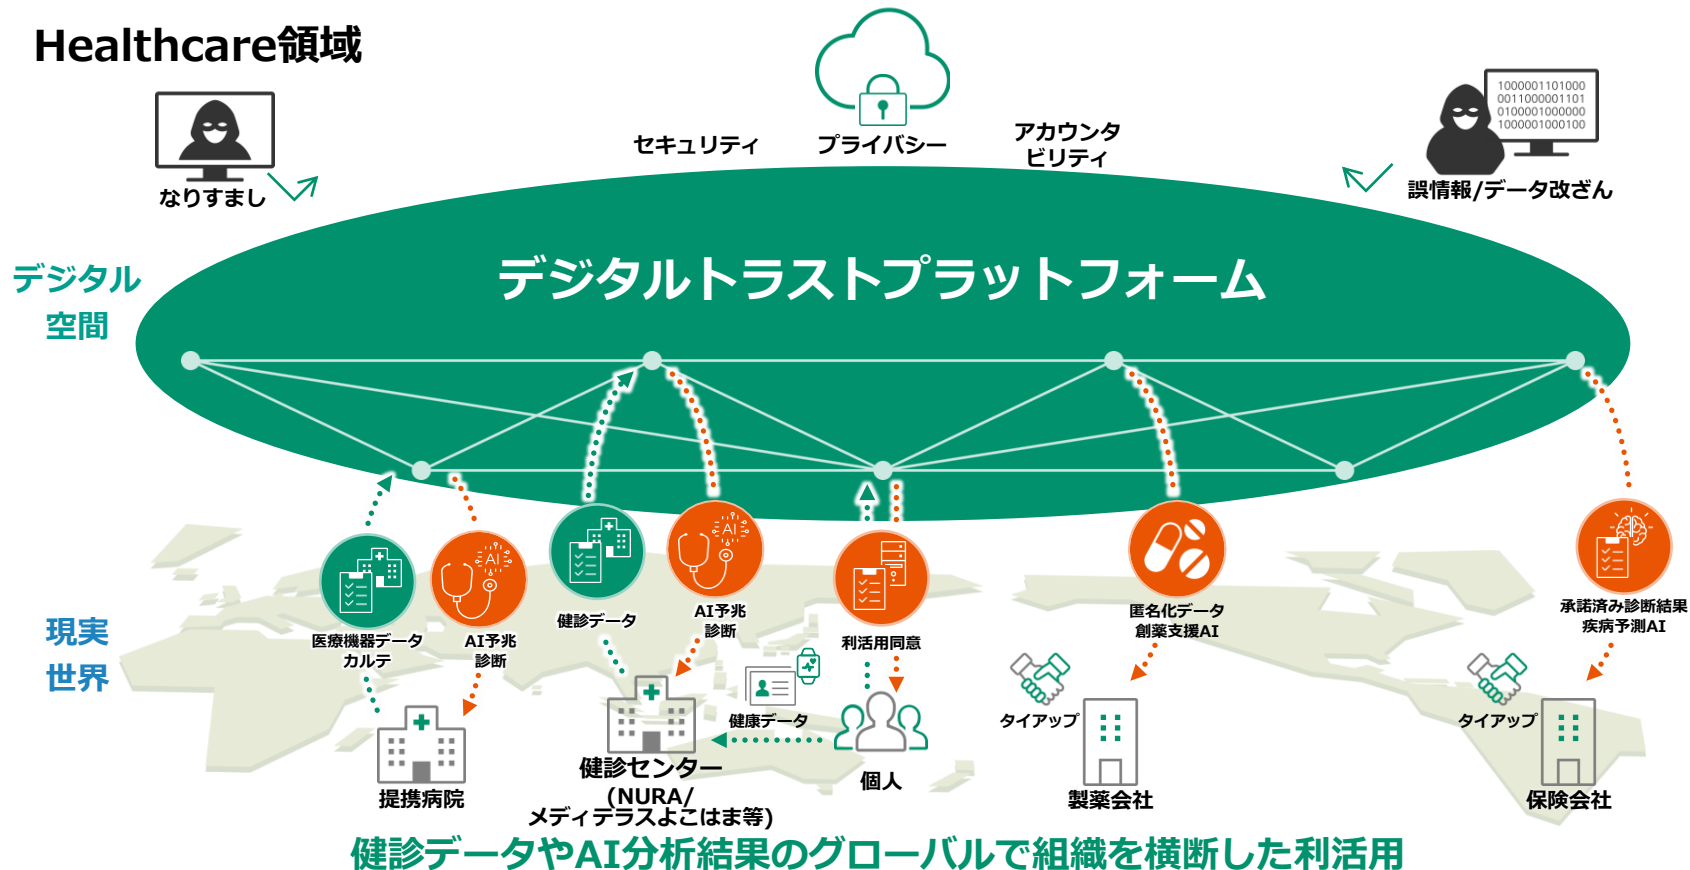 Healthcare領域
1000001101000
0011000001101
0100001000000
1000001000100
セキュリティ
プライバシー
アカウンタ
ビリティ
なりすまし
誤情報/データ改ざん
デジタル
空間
デジタルトラストプラットフォーム
現実
世界
医療機器データ
カルテ
AI
AI予兆
診断
健診データ
AI
AI予兆
診断
利活用同意
匿名化データ
創薬支援AI
承諾済み診断結果
疾病予測AI
健康データ
タイアップ
タイアップ
提携病院
健診センター
(NURA/
メディテラスよこはま等)
個人
製薬会社
保険会社
健診データやAI分析結果のグローバルで組織を横断した利活用